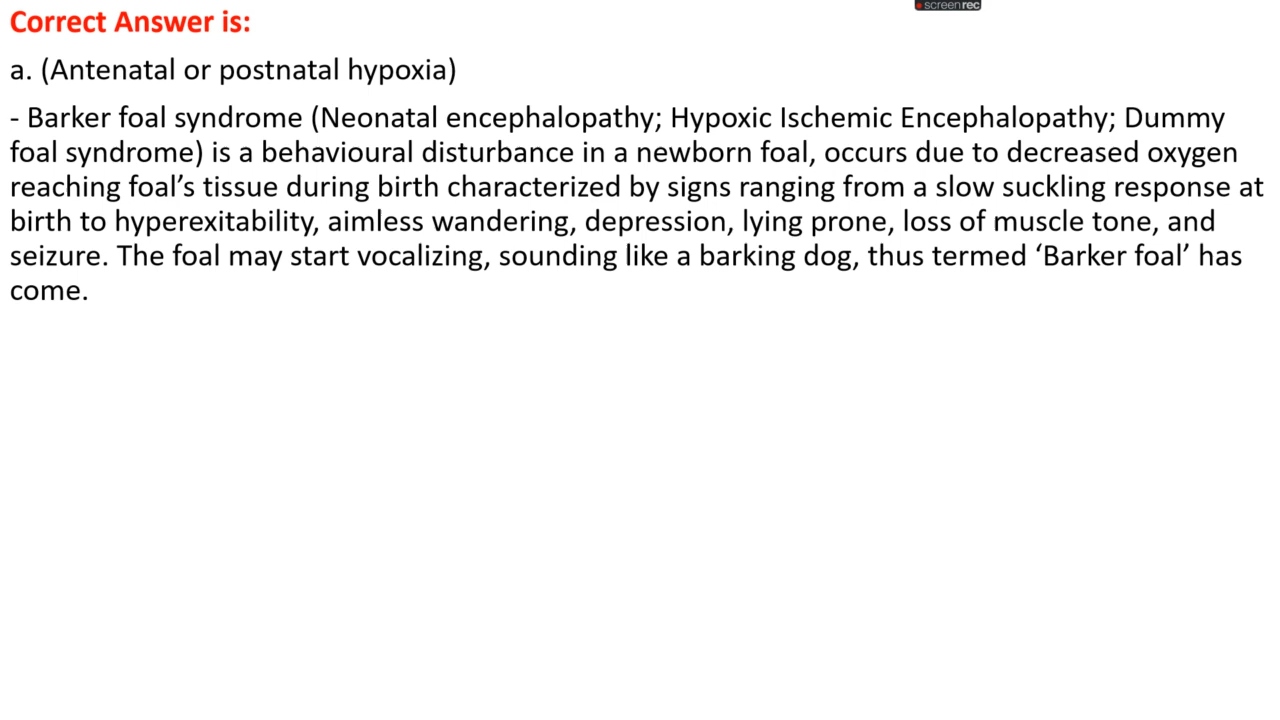 screenrec
Correct Answer is:
a. (Antenatal or postnatal hypoxia)
- Barker foal syndrome (Neonatal encephalopathy; Hypoxic Ischemic Encephalopathy; Dummy
foal syndrome) is a behavioural disturbance in a newborn foal, occurs due to decreased oxygen
reaching foal’s tissue during birth characterized by signs ranging from a slow suckling response at
birth to hyperexitability, aimless wandering, depression, lying prone, loss of muscle tone, and
seizure. The foal may start vocalizing, sounding like a barking dog, thus termed ‘Barker foal’ has
come.